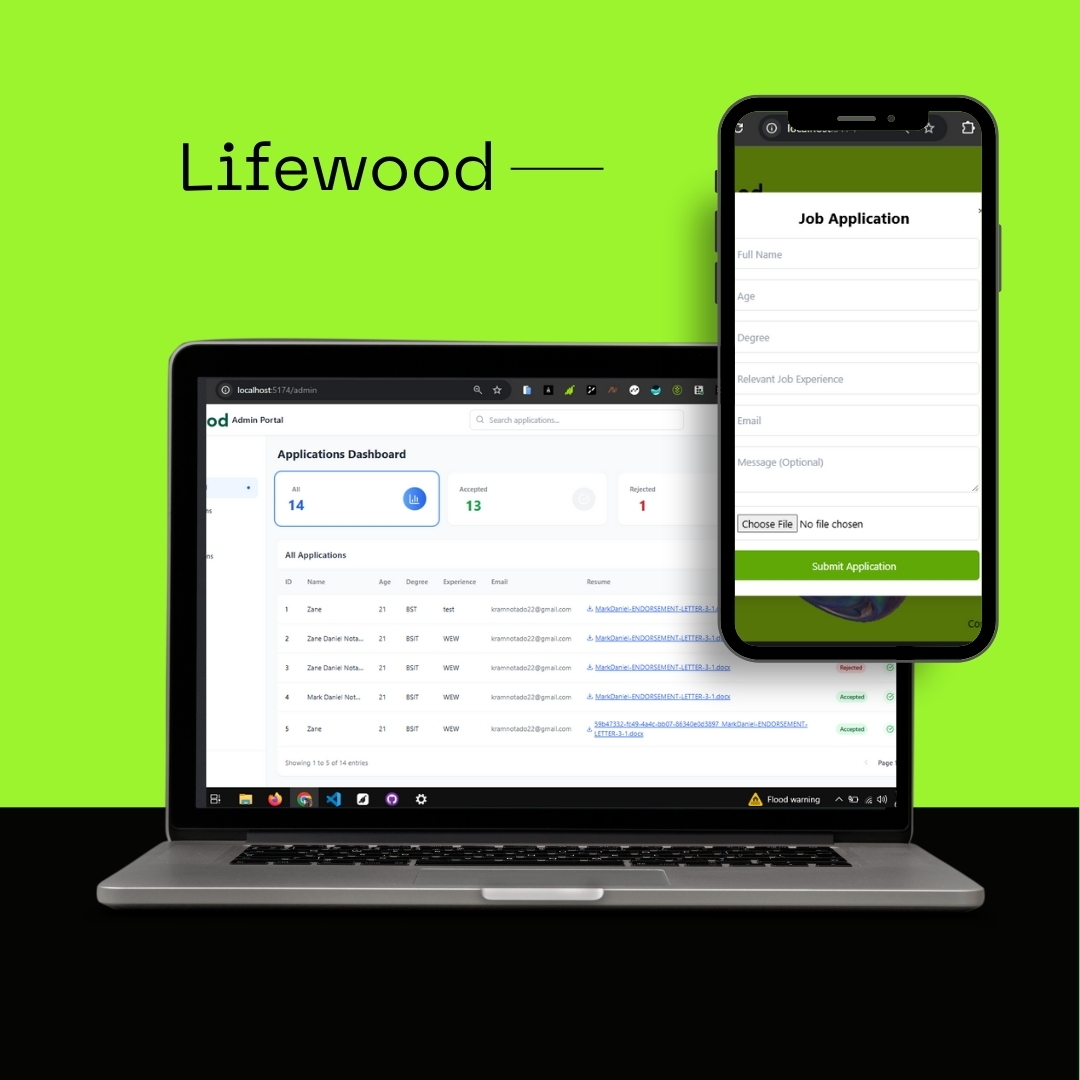 Lifewood
Job Application
Full Name
Age
Degree
Relevant Job Experience
Email
Message (Optional)
Choose File No file chosen
Submit Application
localhost:5174/admin
od Admin Portal
Search applications...
Applications Dashboard
All
14
Accepted
13
Rejected
1
All Applications
ID Name Age Degree Experience Email Resume
1 Zane 21 BST test kramnotado22@gmail.com MarkDaniel-ENDORSEMENT-LETTER-3-1.
2 Zane Daniel Nota... 21 BSIT WEW kramnotado22@gmail.com MarkDaniel-ENDORSEMENT-LETTER-3-1.docx
3 Zane Daniel Nota... 21 BSIT WEW kramnotado22@gmail.com MarkDaniel-ENDORSEMENT-LETTER-3-1.docx Rejected
4 Mark Daniel Not... 21 BSIT WEW kramnotado22@gmail.com MarkDaniel-ENDORSEMENT-LETTER-3-1.docx Accepted
5 Zane 21 BSIT WEW kramnotado22@gmail.com 59b47332-fc49-4a4c-bb07-86340e0d3897_MarkDaniel-ENDORSEMENT-
LETTER-3-1.docx Accepted
Showing 1 to 5 of 14 entries Page 1
Flood warning